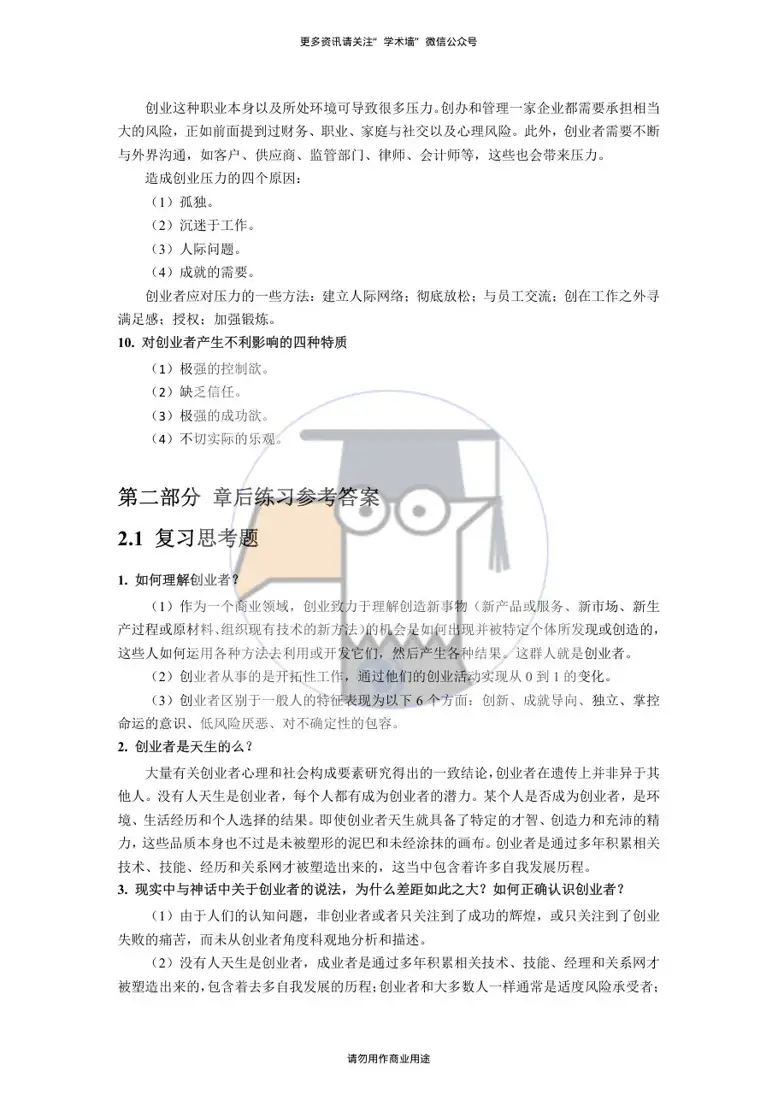 更多资讯请关注“学术墙”微信公众号
创业这种职业本身以及所处环境可导致很多压力。创办和管理一家企业都需要承担相当
大的风险，正如前面提到过财务、职业、家庭与社交以及心理风险。此外，创业者需要不断
与外界沟通，如客户、供应商、监管部门、律师、会计师等，这些也会带来压力。
造成创业压力的四个原因：
（1）孤独。
（2）沉迷于工作。
（3）人际问题。
（4）成就的需要。
创业者应对压力的一些方法：建立人际网络；彻底放松；与员工交流；创在工作之外寻
满足感；授权；加强锻炼。
10. 对创业者产生不利影响的四种特质
（1）极强的控制欲。
（2）缺乏信任。
（3）极强的成功欲。
（4）不切实际的乐观。
第二部分 章后练习参考答案
2.1 复习思考题
1. 如何理解创业者？
（1）作为一个商业领域，创业致力于理解创造新事物（新产品或服务、新市场、新生
产过程或原材料、组织现有技术的新方法）的机会是如何出现并被特定个体所发现或创造的，
这些人如何运用各种方法去利用或开发它们，然后产生各种结果。这群人就是创业者。
（2）创业者从事的是开拓性工作，通过他们的创业活动实现从 0 到 1 的变化。
（3）创业者区别于一般人的特征表现为以下 6 个方面：创新、成就导向、独立、掌控
命运的意识、低风险厌恶、对不确定性的包容。
2. 创业者是天生的么？
大量有关创业者心理和社会构成要素研究得出的一致结论，创业者在遗传上并非异于其
他人。没有人天生是创业者，每个人都有成为创业者的潜力。某个人是否成为创业者，是环
境、生活经历和个人选择的结果。即使创业者天生就具备了特定的才智、创造力和充沛的精
力，这些品质本身也不过是未被塑形的泥巴和未经涂抹的画布。创业者是通过多年积累相关
技术、技能、经历和关系网才被塑造出来的，这当中包含着许多自我发展历程。
3. 现实中与神话中关于创业者的说法，为什么差距如此之大？如何正确认识创业者？
（1）由于人们的认知问题，非创业者或者只关注到了成功的辉煌，或只关注到了创业
失败的痛苦，而未从创业者角度科观地分析和描述。
（2）没有人天生是创业者，成业者是通过多年积累相关技术、技能、经理和关系网才
被塑造出来的，包含着去多自我发展的历程；创业者和大多数人一样通常是适度风险承受者；
请勿用作商业用途